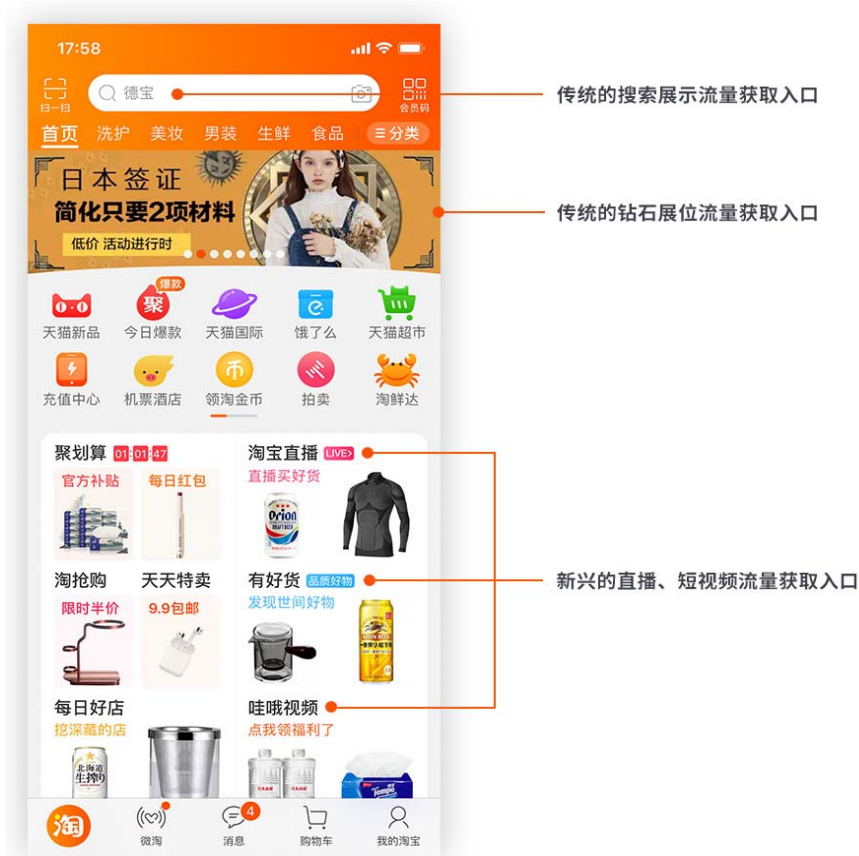 17:58
扫一扫
德宝
会员码
传统的搜索展示流量获取入口
首页 洗护 美妆 男装 生鲜 食品 分类
日本签证
简化只要2项材料
低价 活动进行时
传统的钻石展位流量获取入口
爆款
聚
天猫新品 今日爆款 天猫国际 饿了么 天猫超市
币
充值中心 机票酒店 领淘金币 拍卖 淘鲜达
聚划算 01:01:47
淘宝直播 LIVE
官方补贴 每日红包
直播买好货
Orion
DRAFT BEER
淘抢购 天天特卖
有好货 品质好物
新兴的直播、短视频流量获取入口
限时半价 9.9包邮
发现世间好物
每日好店
哇哦视频
挖深藏的店
点我领福利了
北海道
生搾り
Tempo
淘
4
微淘 消息 购物车 我的淘宝